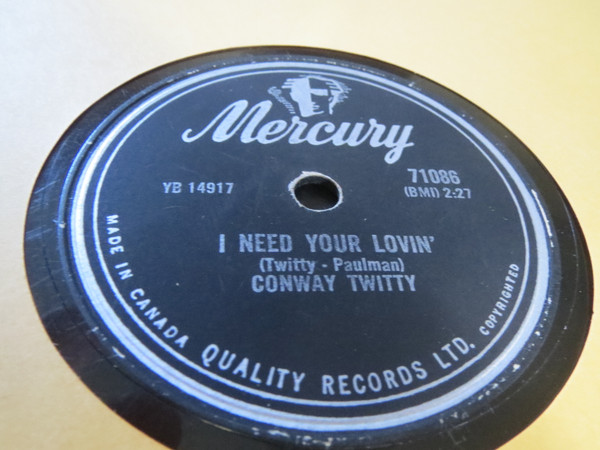 Mercury
YB 14917
71086
(BMI) 2:27
I NEED YOUR LOVIN'
(Twitty - Paulman)
CONWAY TWITTY
MADE IN CANADA QUALITY RECORDS LTD. COPYRIGHTED